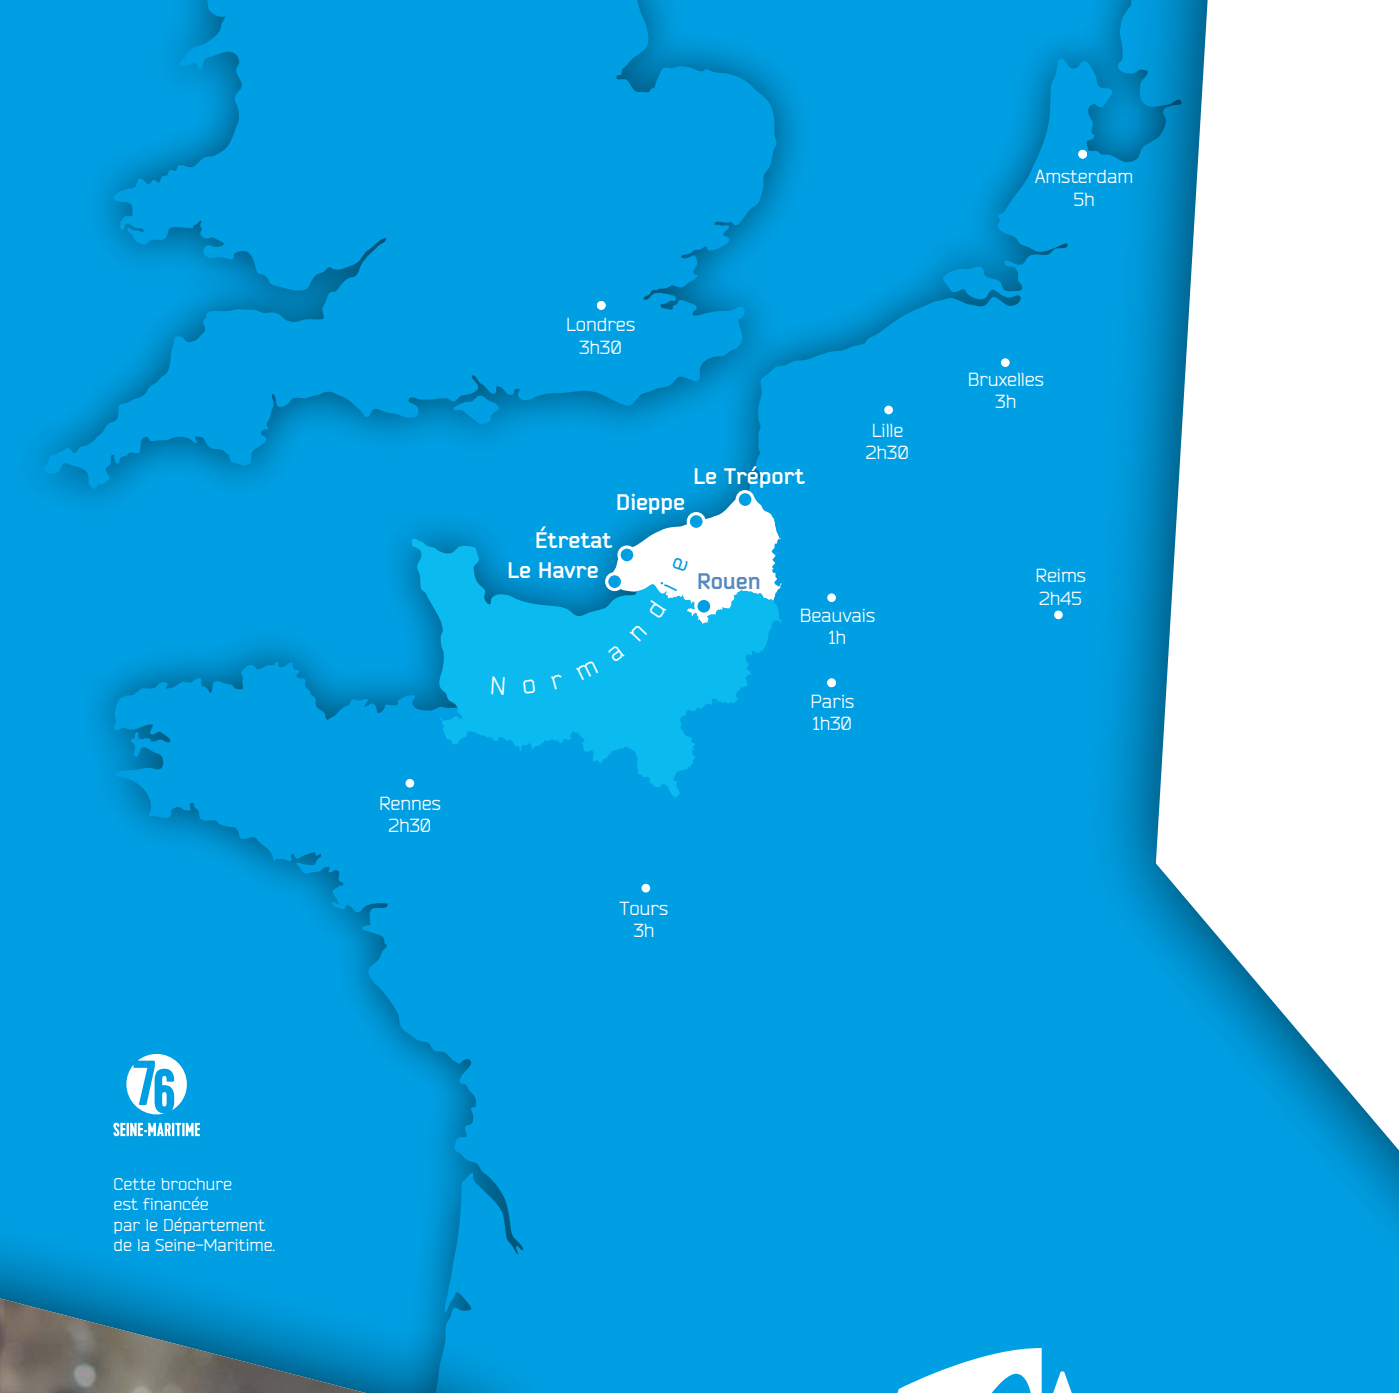 Amsterdam
5h
Londres
3h30
Bruxelles
3h
Lille
2h30
Le Tréport
Dieppe
Étretat
Le Havre
Rouen
Normandie
Reims
2h45
Beauvais
1h
Paris
1h30
Rennes
2h30
Tours
3h
76
SEINE-MARITIME
Cette brochure
est financée
par le Département
de la Seine-Maritime.